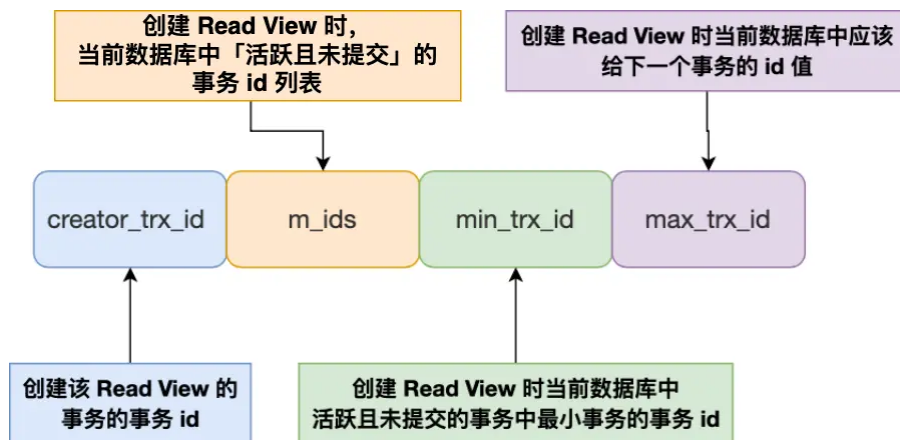 创建 Read View 时,
当前数据库中「活跃且未提交」的
事务 id 列表
创建 Read View 时当前数据库中应该
给下一个事务的 id 值
creator_trx_id
m_ids
min_trx_id
max_trx_id
创建该 Read View 的
事务的事务 id
创建 Read View 时当前数据库中
活跃且未提交的事务中最小事务的事务 id